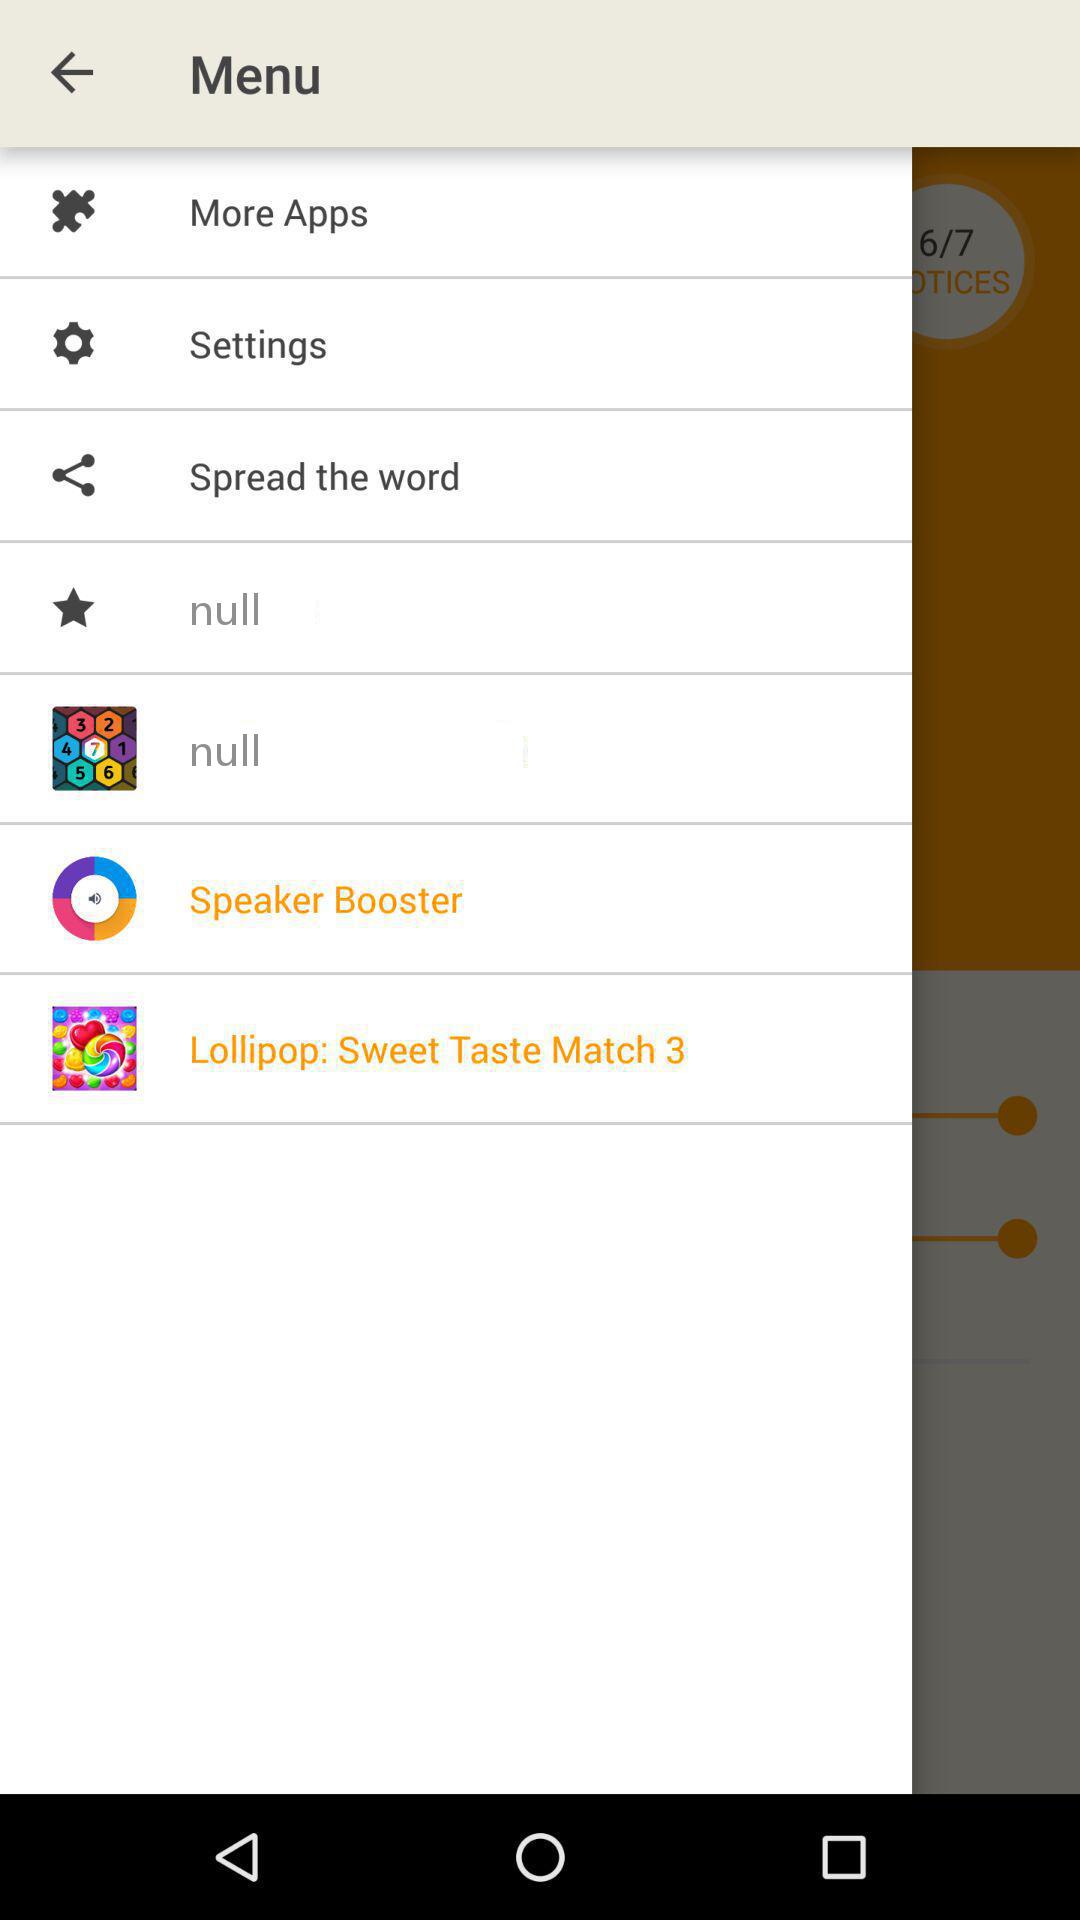 Menu
More Apps
6/7
OTICES
Settings
Spread the word
null
null
3 2
4 7 1
5 6
Speaker Booster
Lollipop: Sweet Taste Match 3